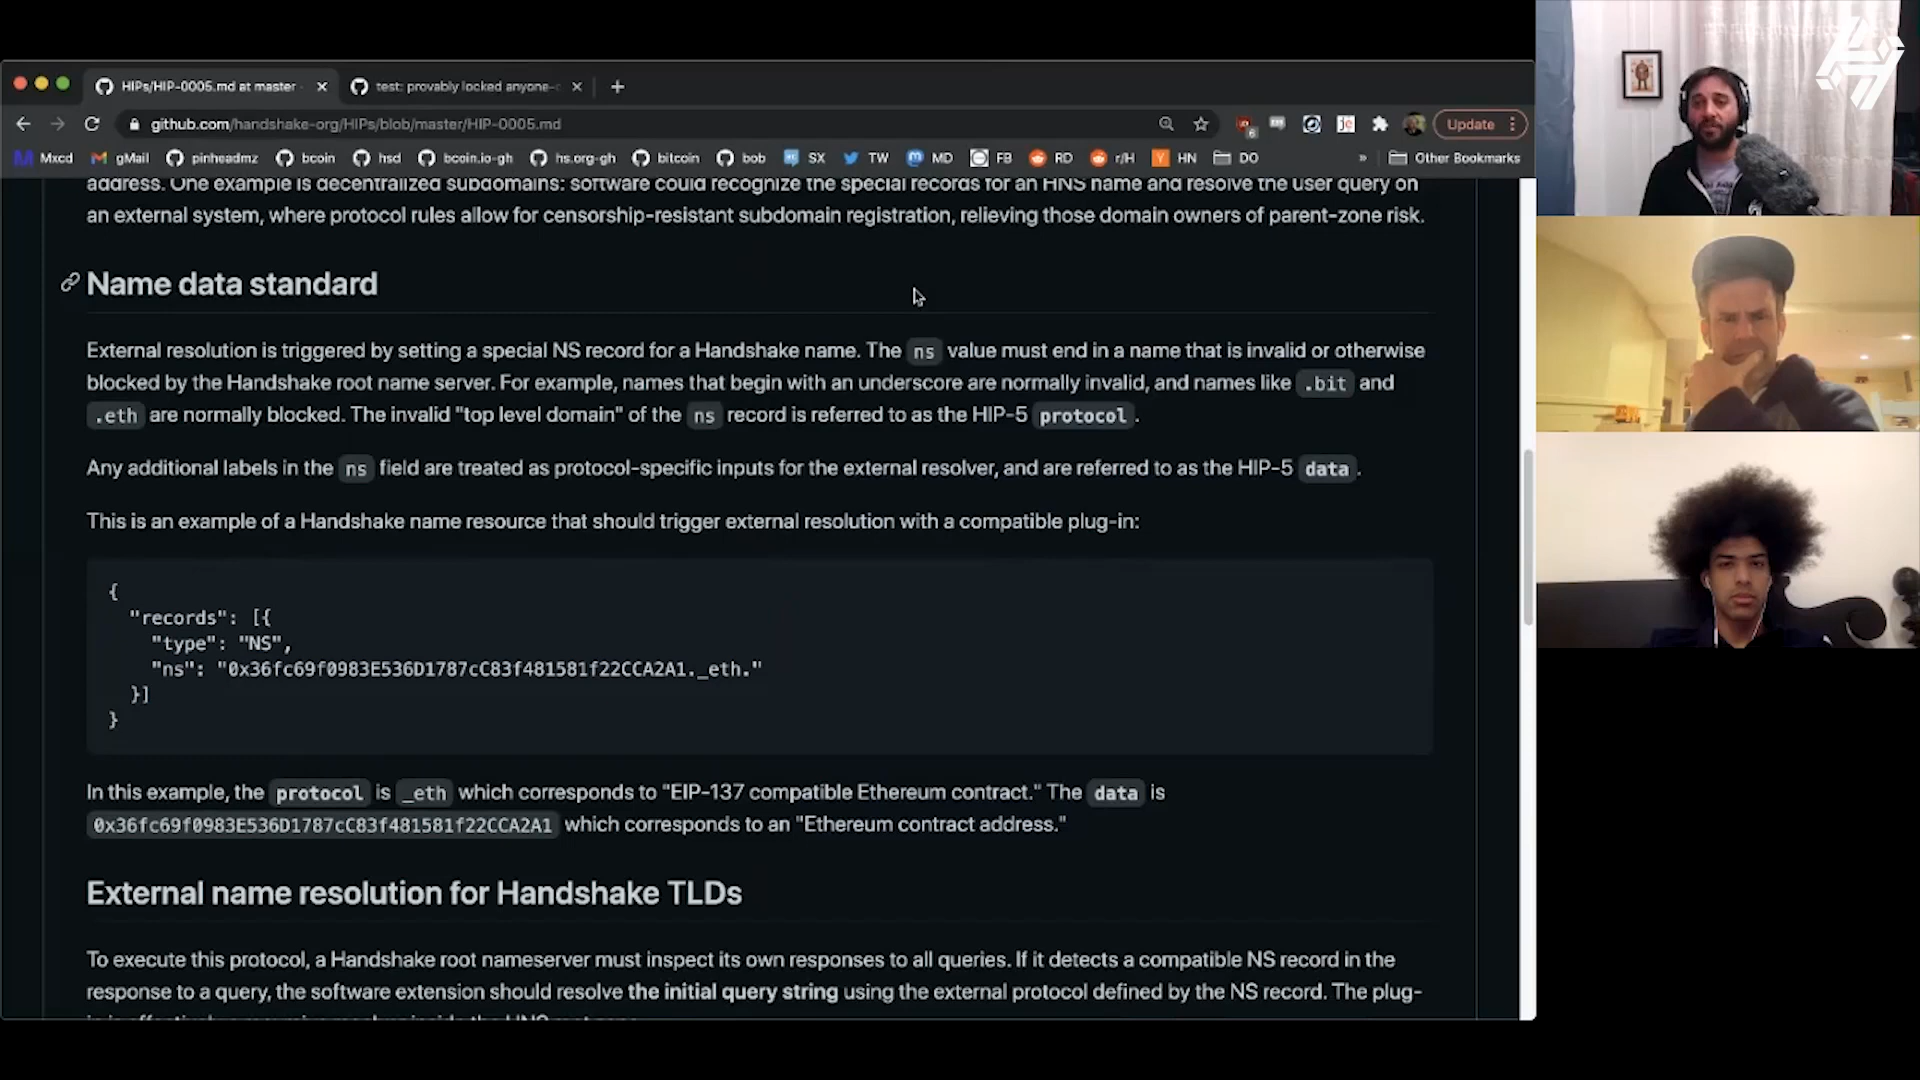 HIPs/HIP-0005.md at master
test: provably locked anyone-
github.com/handshake-org/HIPs/blob/master/HIP-0005.md
Update
Mxcd gMail pinheadmz bcoin hsd bcoin.io-gh hs.org-gh bitcoin bob SX TW MD FB RD r/H HN DO » Other Bookmarks
address. One example is decentralized subdomains: software could recognize the special records for an HNS name and resolve the user query on
an external system, where protocol rules allow for censorship-resistant subdomain registration, relieving those domain owners of parent-zone risk.
Name data standard
External resolution is triggered by setting a special NS record for a Handshake name. The ns value must end in a name that is invalid or otherwise
blocked by the Handshake root name server. For example, names that begin with an underscore are normally invalid, and names like .bit and
.eth are normally blocked. The invalid "top level domain" of the ns record is referred to as the HIP-5 protocol.
Any additional labels in the ns field are treated as protocol-specific inputs for the external resolver, and are referred to as the HIP-5 data.
This is an example of a Handshake name resource that should trigger external resolution with a compatible plug-in:
{
"records": [{
"type": "NS",
"ns": "0x36fc69f0983E536D1787cC83f481581f22CCA2A1._eth."
}]
}
In this example, the protocol is _eth which corresponds to "EIP-137 compatible Ethereum contract." The data is
0x36fc69f0983E536D1787cC83f481581f22CCA2A1 which corresponds to an "Ethereum contract address."
External name resolution for Handshake TLDs
To execute this protocol, a Handshake root nameserver must inspect its own responses to all queries. If it detects a compatible NS record in the
response to a query, the software extension should resolve the initial query string using the external protocol defined by the NS record. The plug-